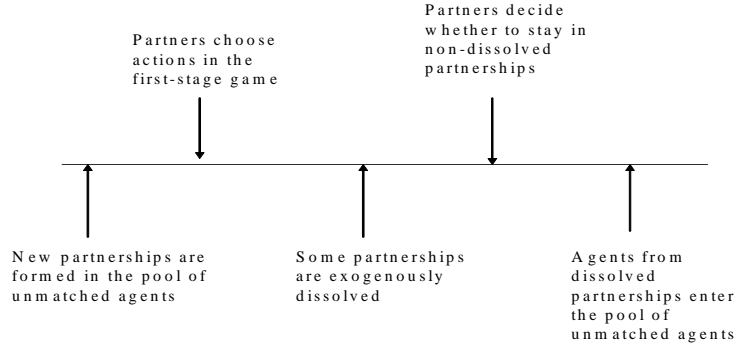 Partners choose
actions in the
first-stage game
Partners decide
whether to stay in
non-dissolved
partnerships
New partnerships are
formed in the pool of
unmatched agents
Some partnerships
are exogenously
dissolved
Agents from
dissolved
partnerships enter
the pool of
unmatched agents